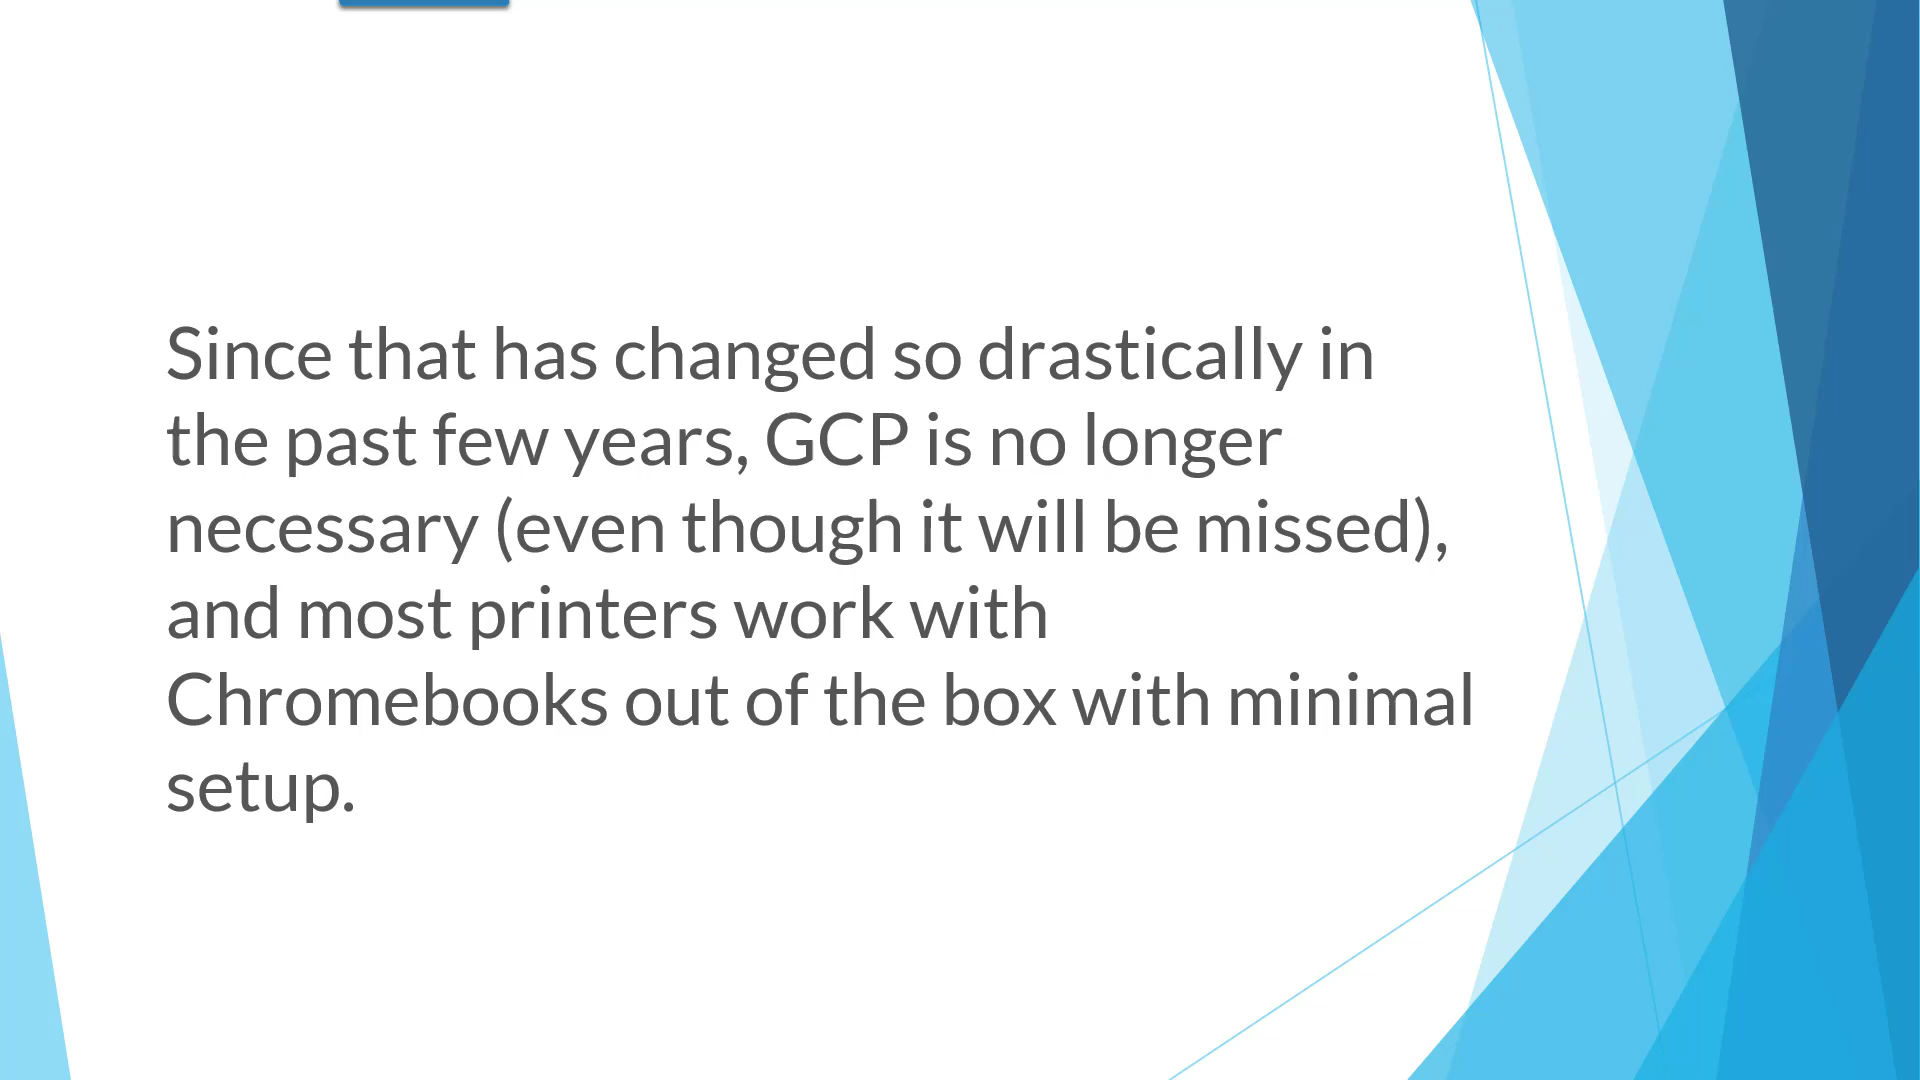 Since that has changed so drastically in
the past few years, GCP is no longer
necessary (even though it will be missed),
and most printers work with
Chromebooks out of the box with minimal
setup.